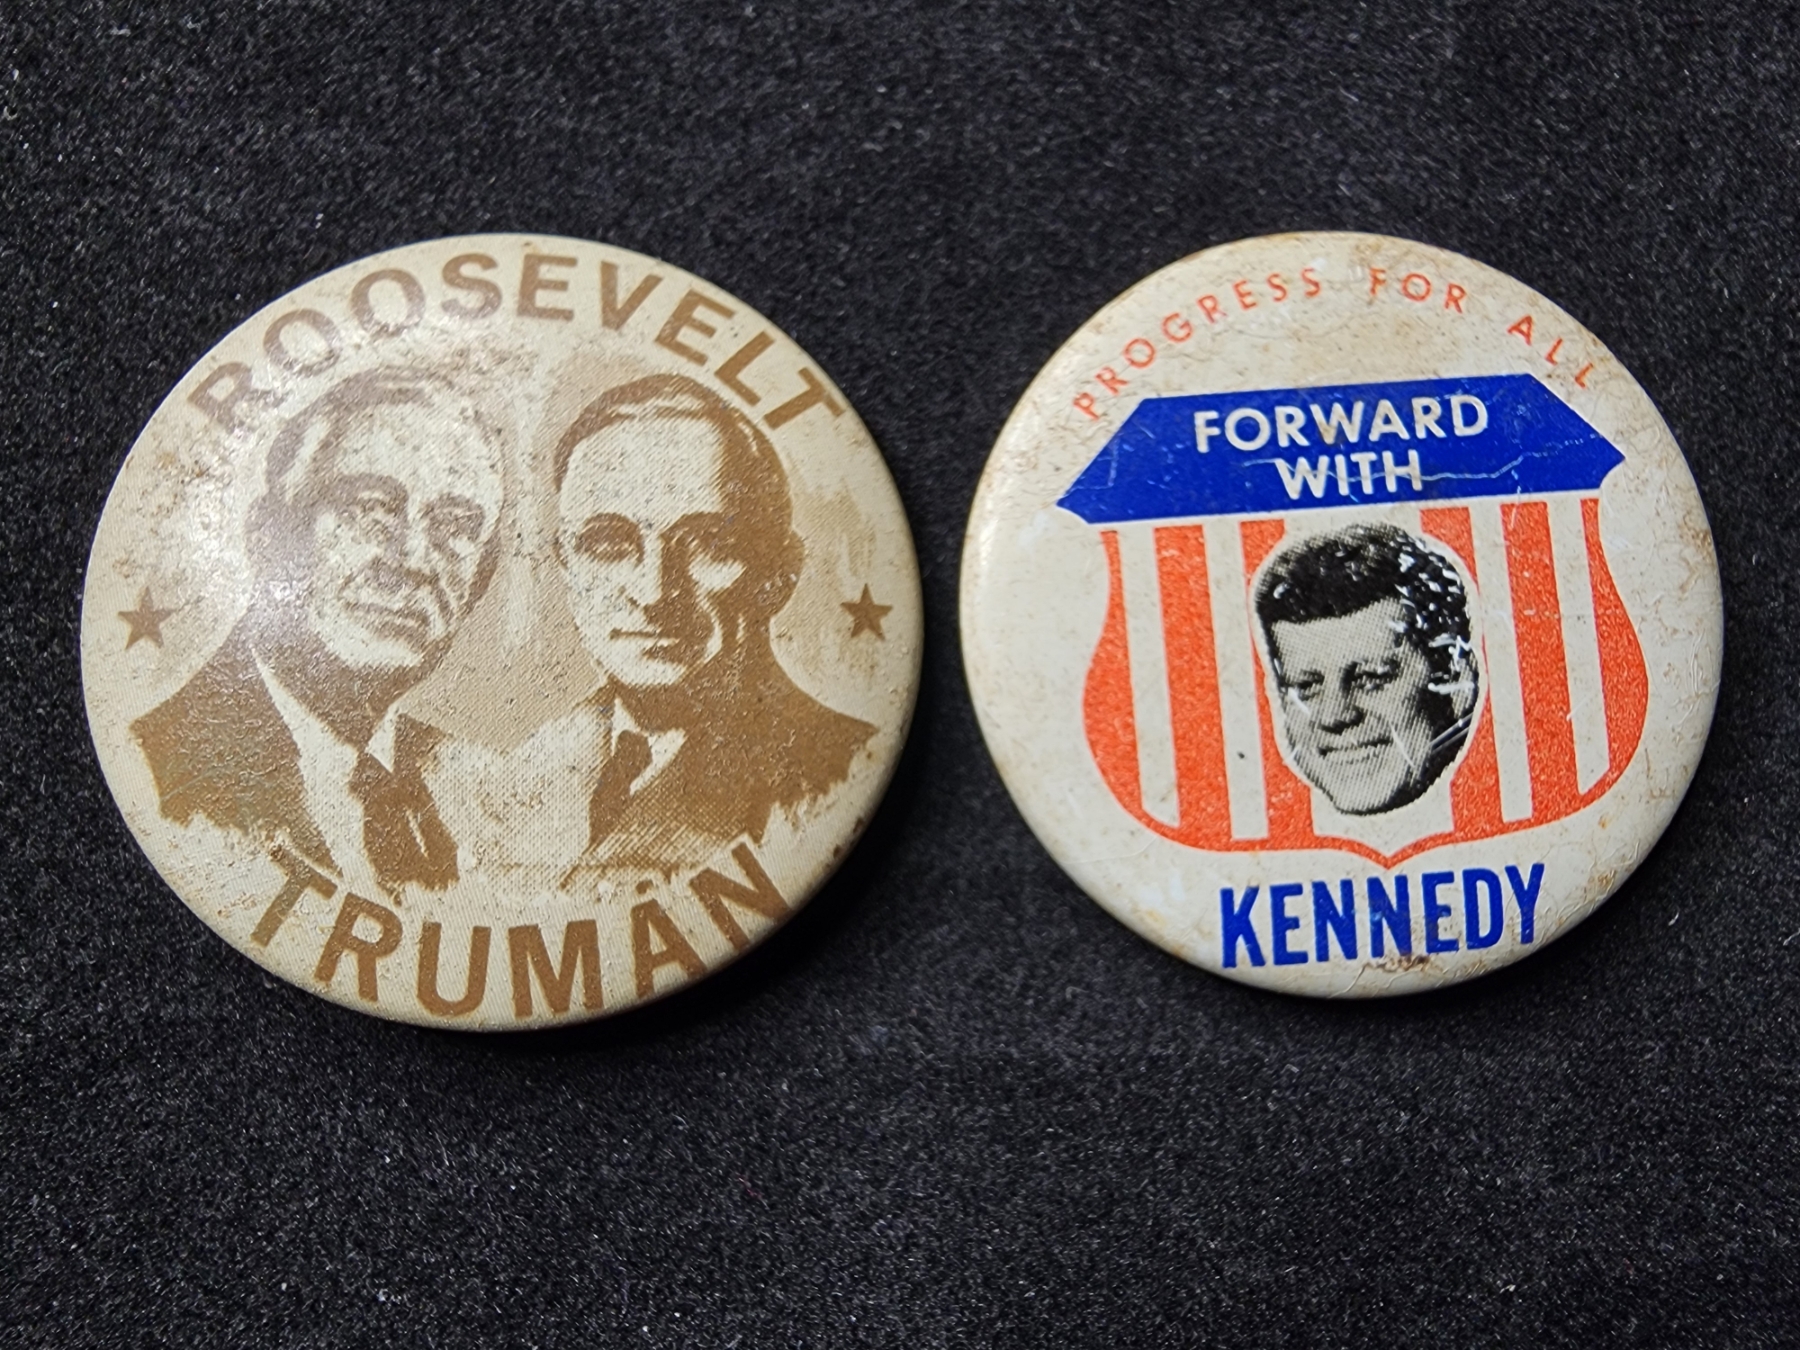 ROOSEVELT
TRUMAN
PROGRESS FOR ALL
FORWARD
WITH
KENNEDY